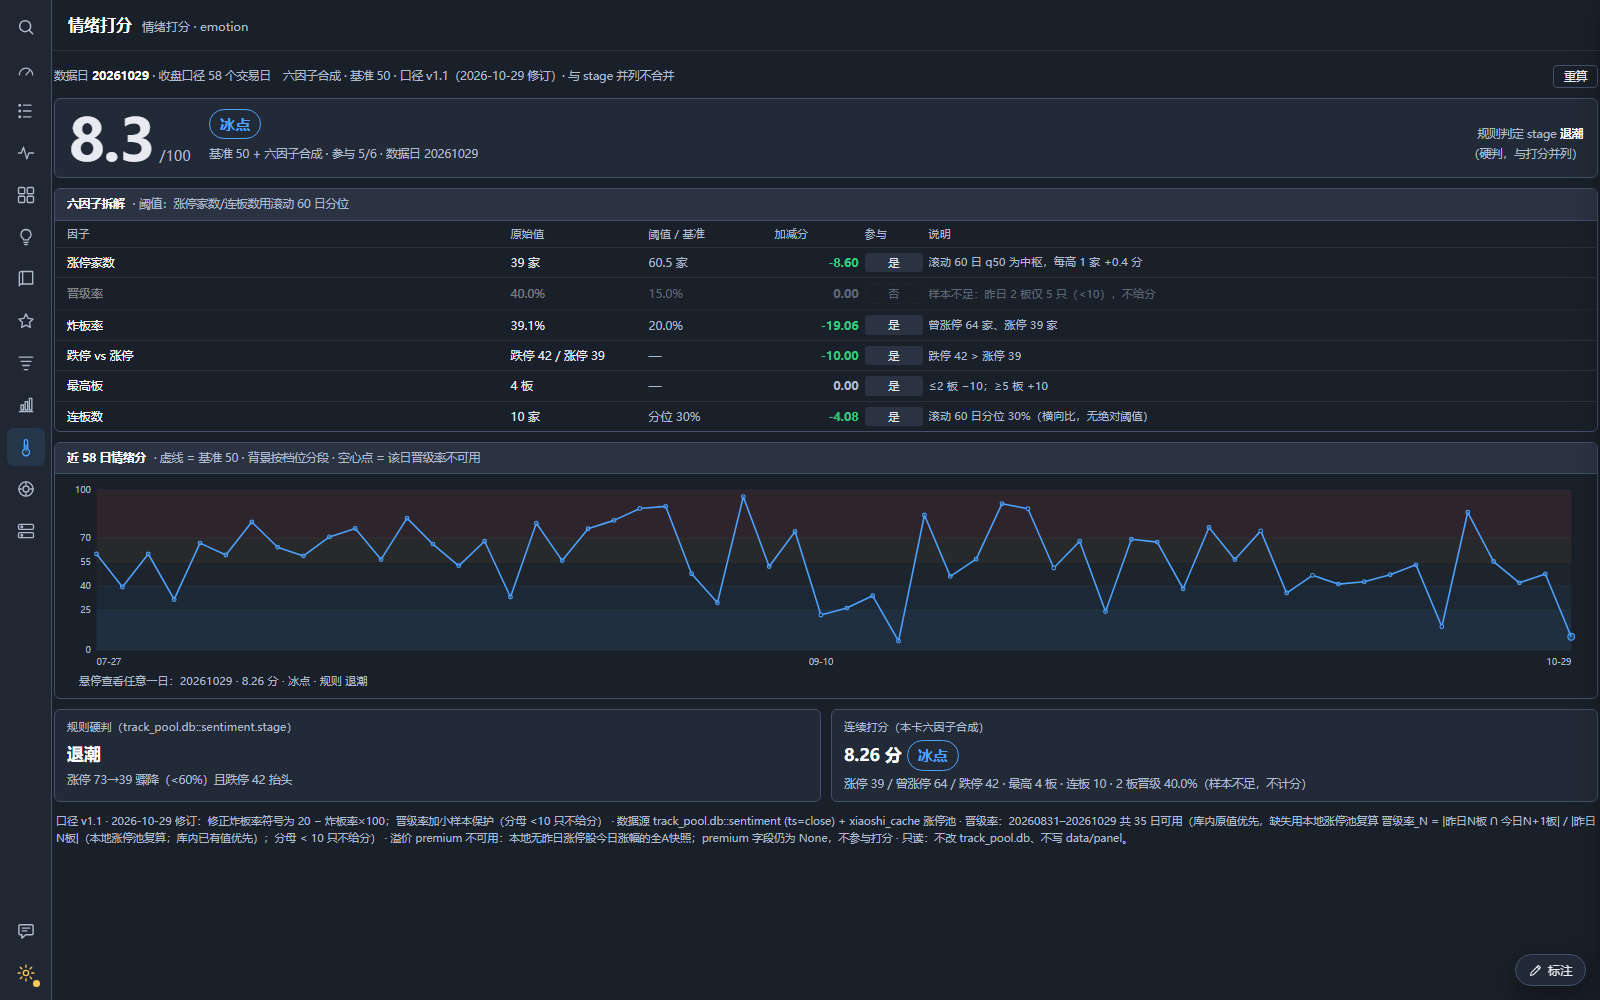 情绪打分 情绪打分 · emotion
数据日 20261029 · 收盘口径 58 个交易日 六因子合成 · 基准 50 · 口径 v1.1（2026-10-29 修订）· 与 stage 并列不合并
重算
8.3 /100
冰点
基准 50 + 六因子合成 · 参与 5/6 · 数据日 20261029
规则判定 stage 退潮
（硬判，与打分并列）
六因子拆解 · 阈值：涨停家数/连板数用滚动 60 日分位
因子 原始值 阈值 / 基准 加减分 参与 说明
涨停家数 39 家 60.5 家 -8.60 是 滚动 60 日 q50 为中枢，每高 1 家 +0.4 分
晋级率 40.0% 15.0% 0.00 否 样本不足：昨日 2 板仅 5 只（<10），不给分
炸板率 39.1% 20.0% -19.06 是 曾涨停 64 家、涨停 39 家
跌停 vs 涨停 跌停 42 / 涨停 39 — -10.00 是 跌停 42 > 涨停 39
最高板 4 板 — 0.00 是 ≤2 板 −10；≥5 板 +10
连板数 10 家 分位 30% -4.08 是 滚动 60 日分位 30%（横向比，无绝对阈值）
近 58 日情绪分 · 虚线 = 基准 50 · 背景按档位分段 · 空心点 = 该日晋级率不可用
100
70
55
40
25
0
07-27 09-10 10-29
悬停查看任意一日：20261029 · 8.26 分 · 冰点 · 规则 退潮
规则硬判（track_pool.db::sentiment.stage）
退潮
涨停 73→39 骤降（<60%）且跌停 42 抬头
连续打分（本卡六因子合成）
8.26 分 冰点
涨停 39 / 曾涨停 64 / 跌停 42 · 最高 4 板 · 连板 10 · 2 板晋级 40.0%（样本不足，不计分）
口径 v1.1 · 2026-10-29 修订：修正炸板率符号为 20 − 炸板率×100；晋级率加小样本保护（分母 <10 只不给分） · 数据源 track_pool.db::sentiment (ts=close) + xiaoshi_cache 涨停池 · 晋级率：20260831–20261029 共 35 日可用（库内原值优先，缺失用本地涨停池复算 晋级率_N = |昨日N板 ∩ 今日N+1板| / |昨日
N板|（本地涨停池复算；库内已有值优先）；分母 < 10 只不给分） · 溢价 premium 不可用：本地无昨日涨停股今日涨幅的全A快照；premium 字段仍为 None，不参与打分 · 只读：不改 track_pool.db、不写 data/panel。
标注